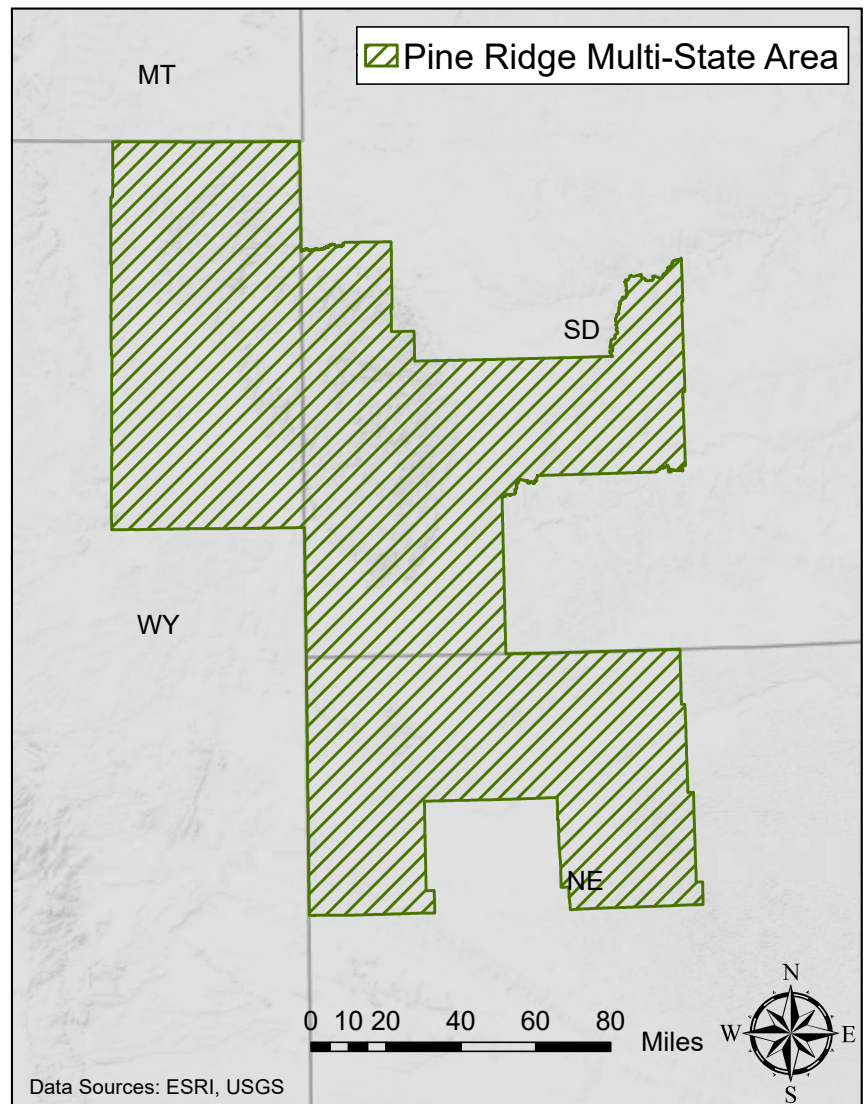 MT
Pine Ridge Multi-State Area
SD
WY
NE
0 10 20 40 60 80
Miles
N
W E
S
Data Sources: ESRI, USGS